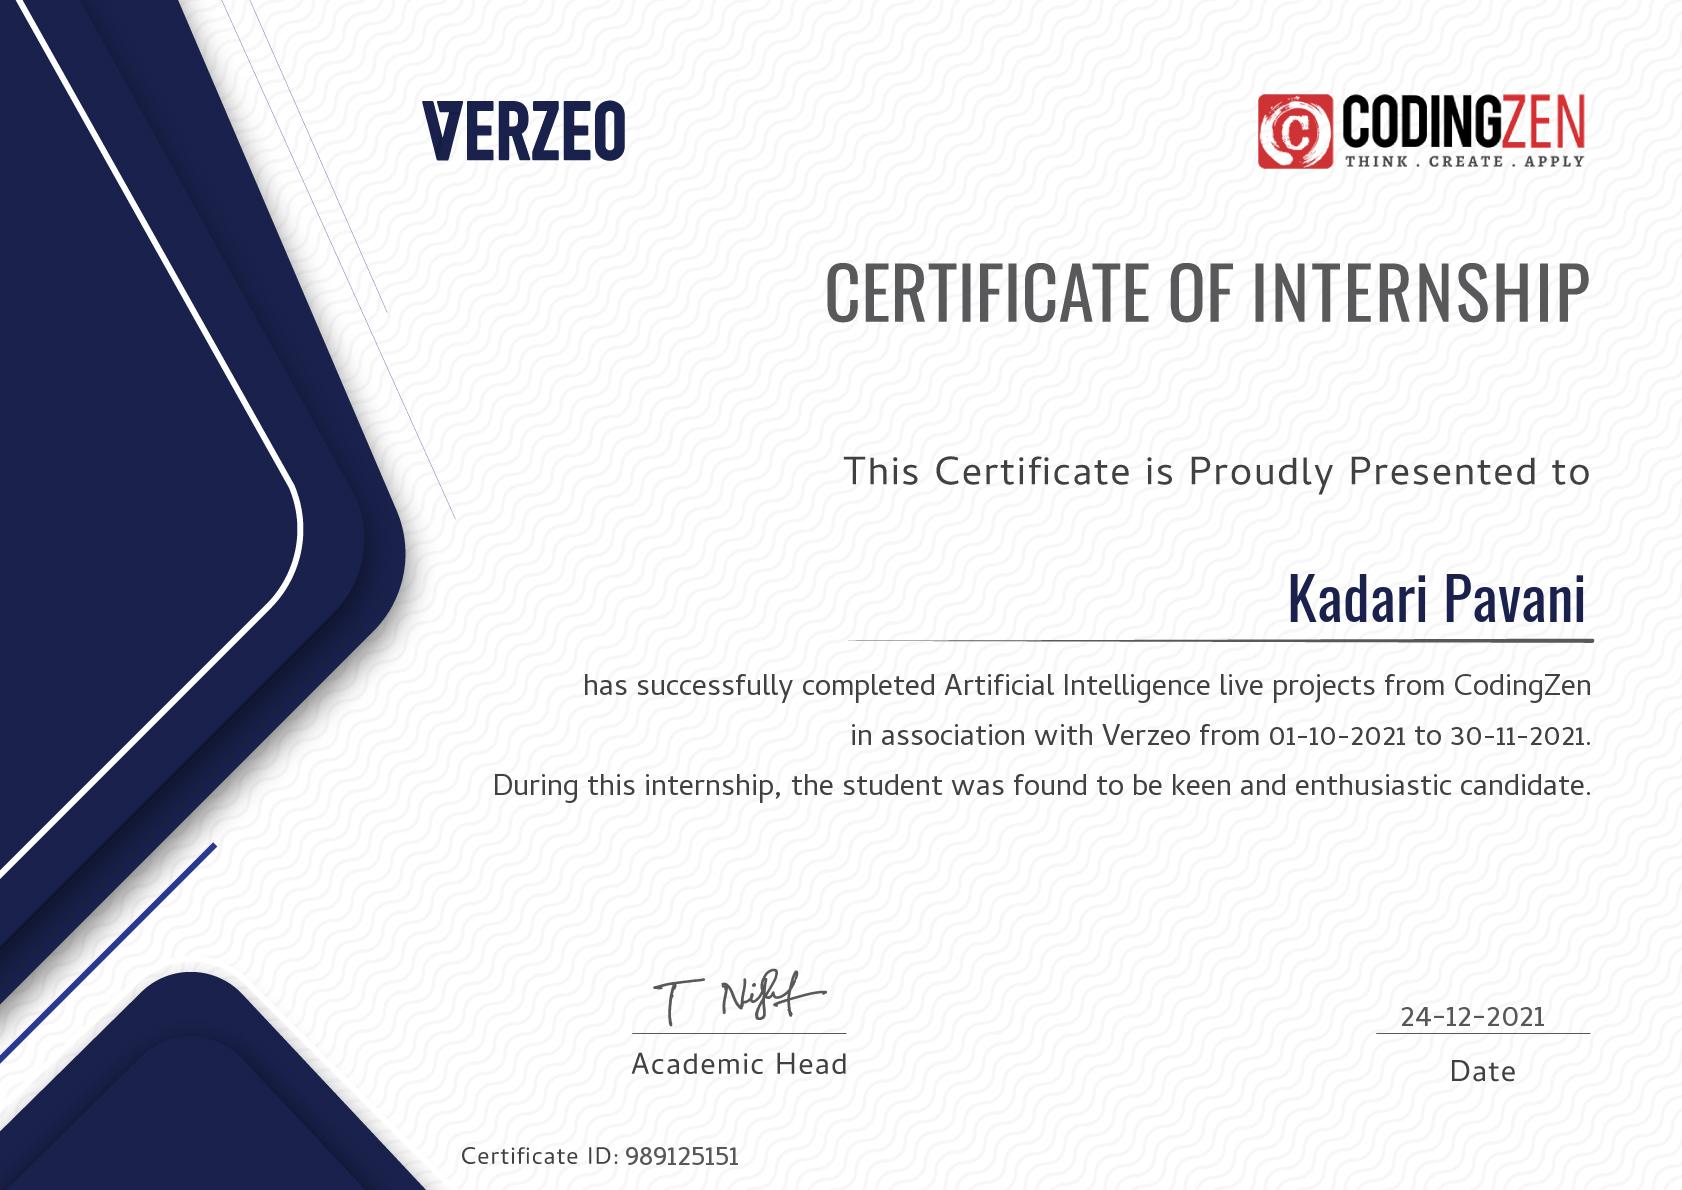 VERZEO
CODINGZEN
THINK . CREATE . APPLY
CERTIFICATE OF INTERNSHIP
This Certificate is Proudly Presented to
Kadari Pavani
has successfully completed Artificial Intelligence live projects from CodingZen
in association with Verzeo from 01-10-2021 to 30-11-2021.
During this internship, the student was found to be keen and enthusiastic candidate.
24-12-2021
Academic Head
Date
Certificate ID: 989125151